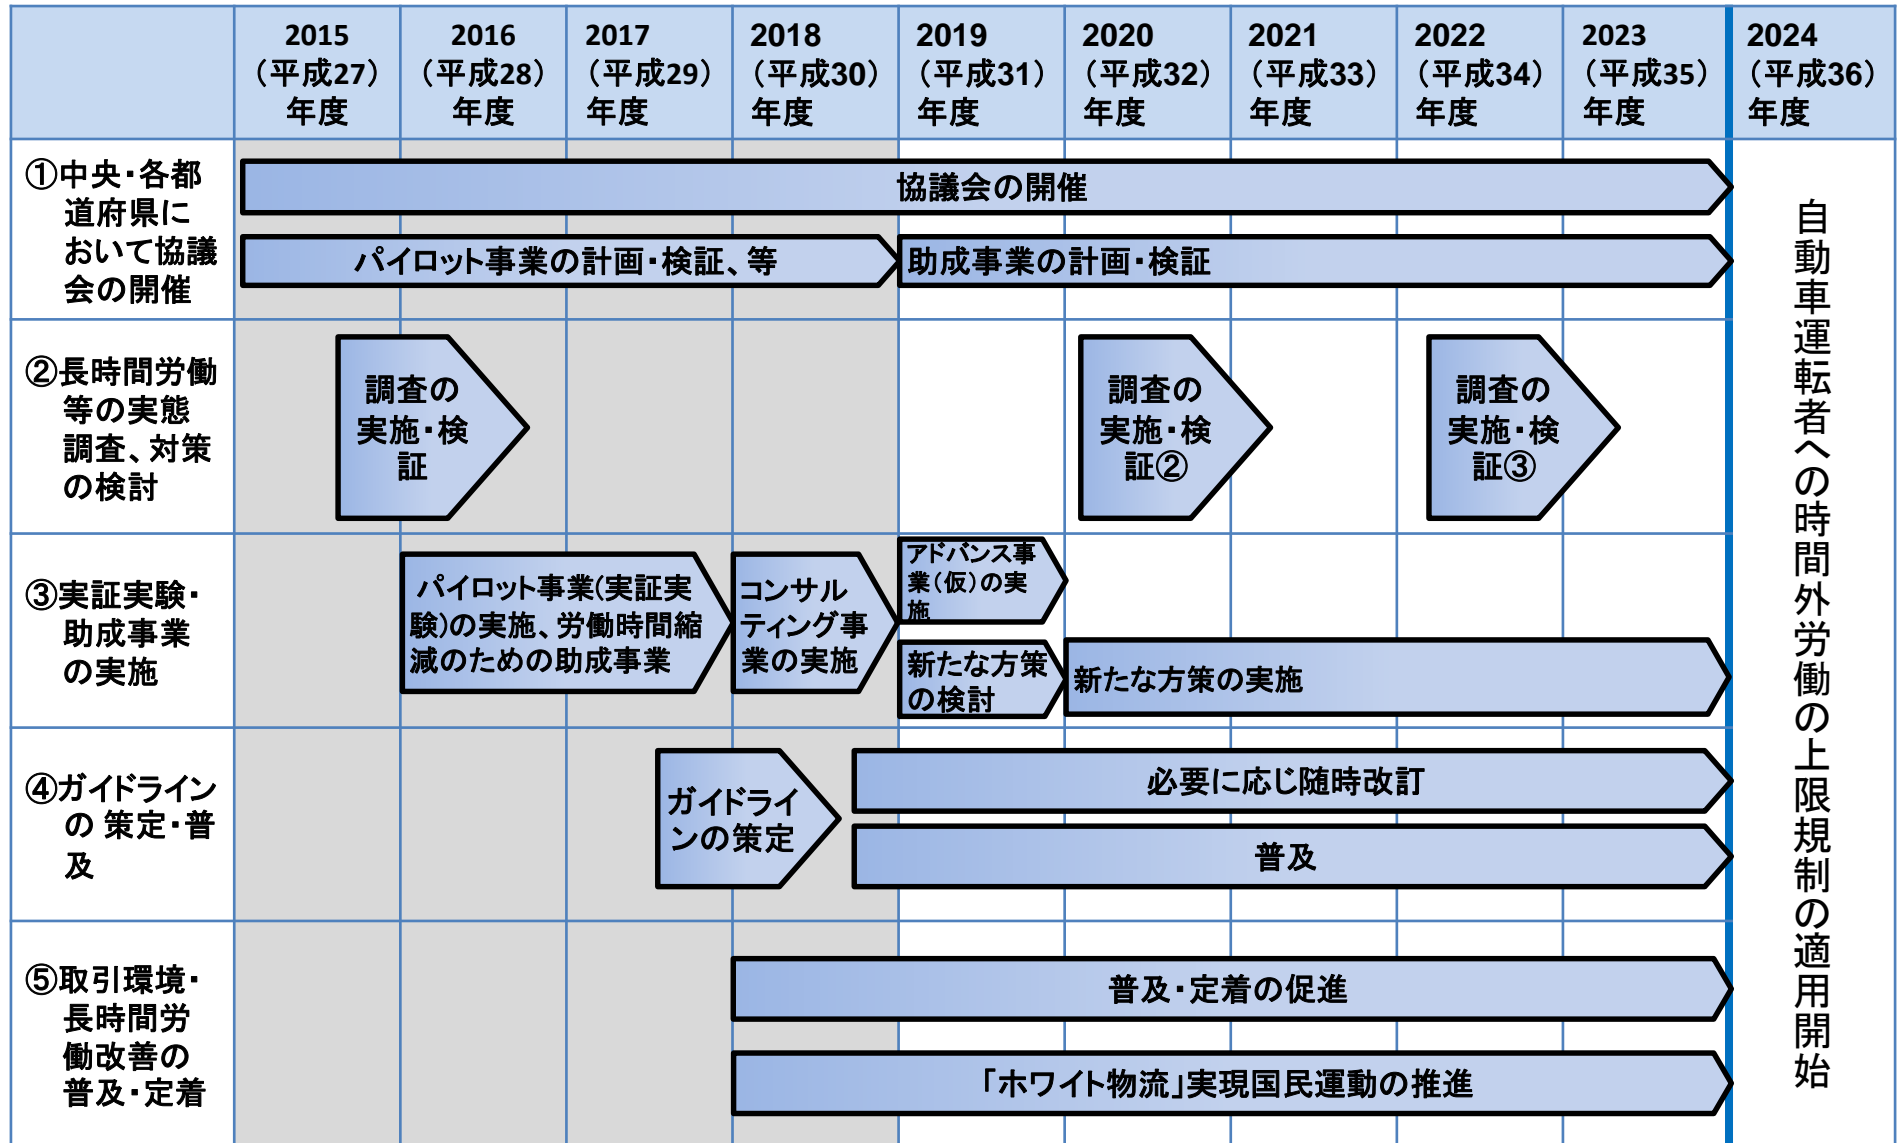 2015
（平成27）
年度
2016
（平成28）
年度
2017
（平成29）
年度
2018
（平成30）
年度
2019
（平成31）
年度
2020
（平成32）
年度
2021
（平成33）
年度
2022
（平成34）
年度
2023
（平成35）
年度
2024
（平成36）
年度
①中央・各都
道府県に
おいて協議
会の開催
協議会の開催
パイロット事業の計画・検証、等
助成事業の計画・検証
②長時間労働
等の実態
調査、対策
の検討
調査の
実施・検
証
調査の
実施・検
証②
調査の
実施・検
証③
③実証実験・
助成事業
の実施
パイロット事業(実証実
験)の実施、労働時間縮
減のための助成事業
コンサル
ティング事
業の実施
アドバンス事
業（仮）の実
施
新たな方策
の検討
新たな方策の実施
④ガイドライン
の 策定・普
及
ガイドライ
ンの策定
必要に応じ随時改訂
普及
⑤取引環境・
長時間労
働改善の
普及・定着
普及・定着の促進
「ホワイト物流」実現国民運動の推進
自動車運転者への時間外労働の上限規制の適用開始